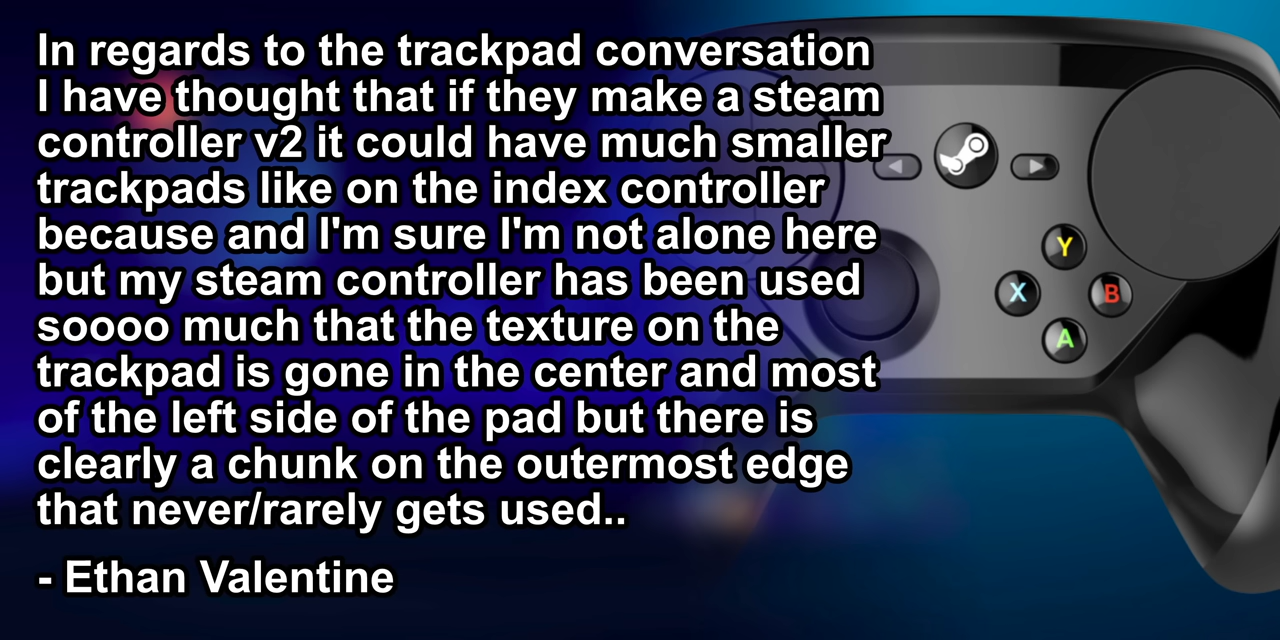 In regards to the trackpad conversation
I have thought that if they make a steam
controller v2 it could have much smaller
trackpads like on the index controller
because and I'm sure I'm not alone here
but my steam controller has been used
soooo much that the texture on the
trackpad is gone in the center and most
of the left side of the pad but there is
clearly a chunk on the outermost edge
that never/rarely gets used..
- Ethan Valentine
Y
X
B
A